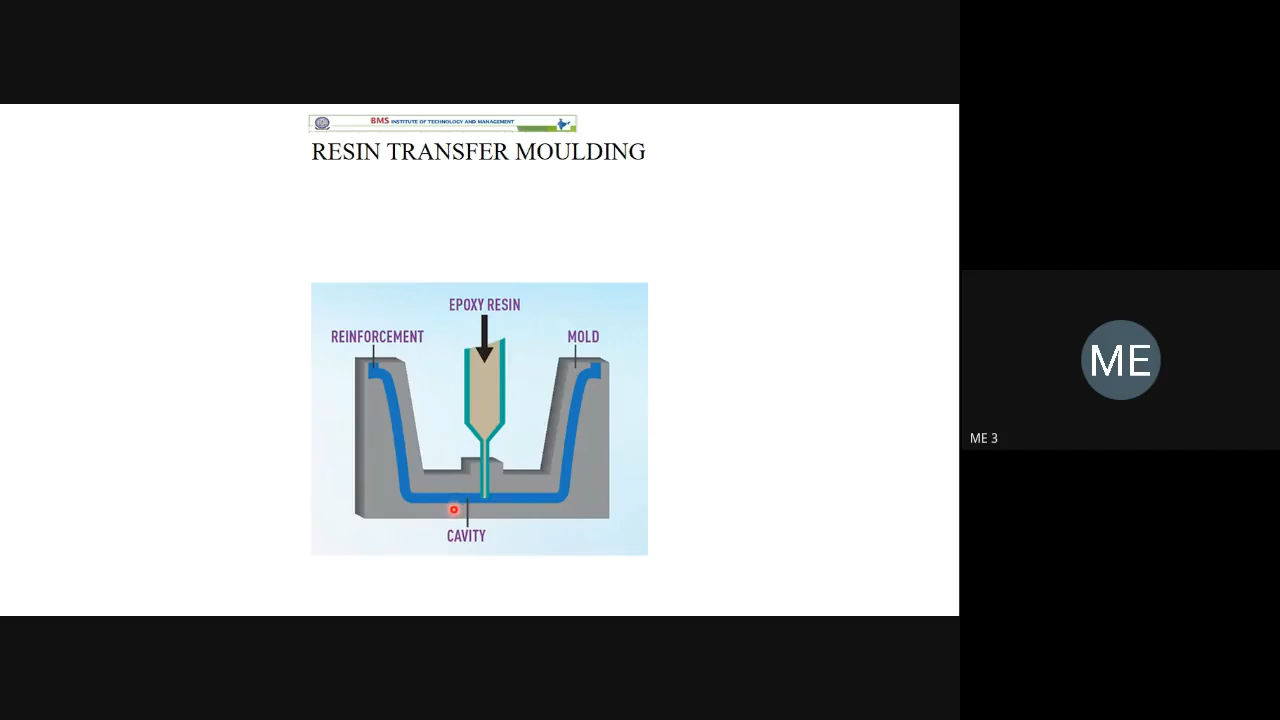 BMS INSTITUTE OF TECHNOLOGY AND MANAGEMENT
RESIN TRANSFER MOULDING
EPOXY RESIN
REINFORCEMENT
MOLD
CAVITY
ME
ME 3